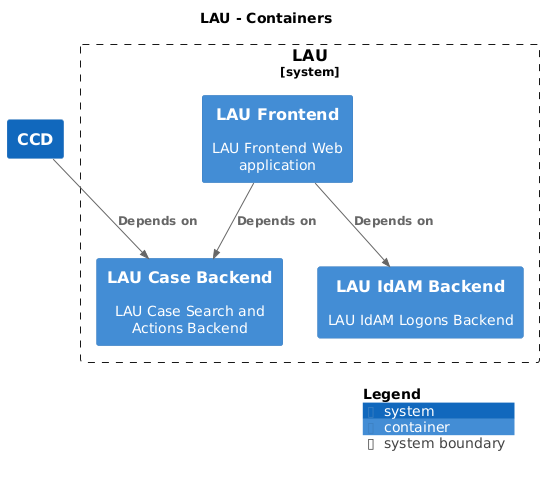 LAU - Containers
LAU
[system]
LAU Frontend
LAU Frontend Web
application
CCD
Depends on
Depends on
Depends on
LAU Case Backend
LAU Case Search and
Actions Backend
LAU IdAM Backend
LAU IdAM Logons Backend
Legend
system
container
system boundary